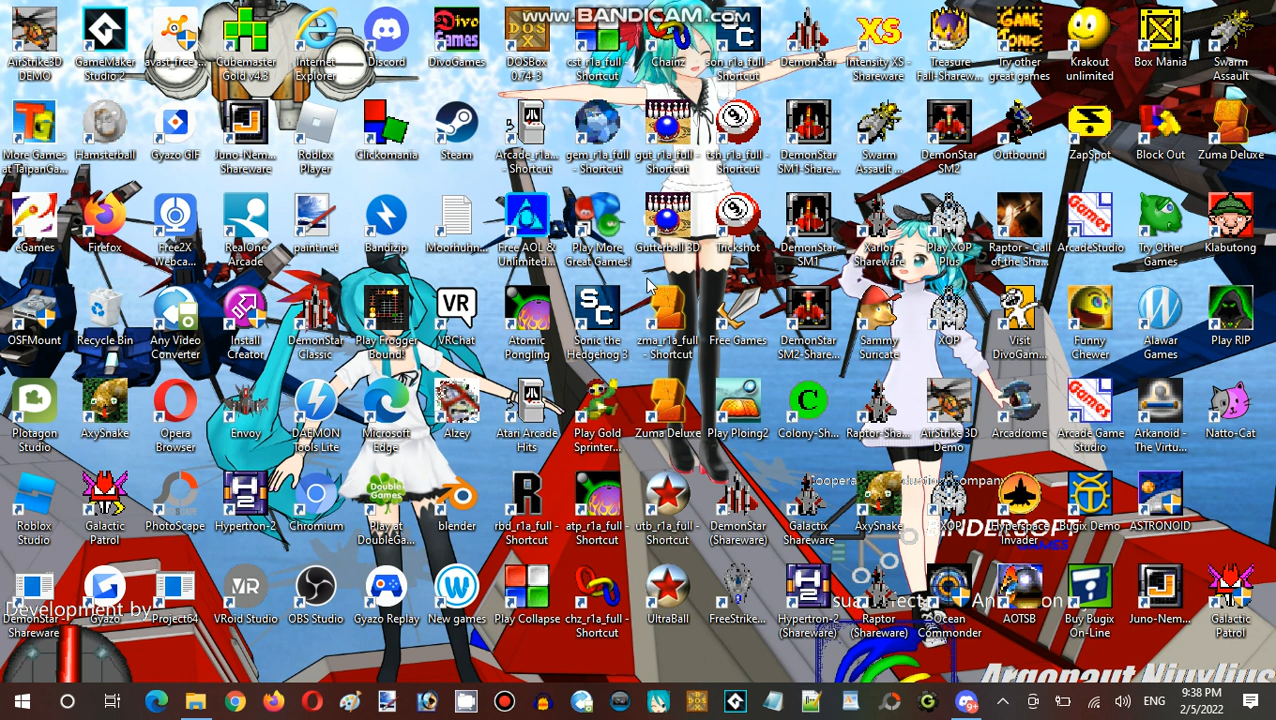 www.BANDICAM.com
AirStrike3D DEMO
GameMaker Studio 2
avast_free_...
Cubemaster Gold v4.3
Internet Explorer
Discord
DivoGames
DOSBox 0.74-3
cst_r1a_full - Shortcut
Chainz
son_r1a_full - Shortcut
DemonStar
Intensity XS - Shareware
Treasure Fall-Sharew...
Try other great games
Krakout unlimited
Box Mania
Swarm Assault
More Games at TaipanGa...
Hamsterball
Gyazo GIF
Juno-Nem... Shareware
Roblox Player
Clickomania
Steam
Arcade_r1a... - Shortcut
gem_r1a_full - Shortcut
gut_r1a_full - Shortcut
tsh_r1a_full - Shortcut
DemonStar SM1-Share...
Swarm Assault ...
DemonStar SM2
Outbound
ZapSpot
Block Out
Zuma Deluxe
eGames
Firefox
Free2X Webca...
RealOne Arcade
paint.net
Bandizip
Moorhuhn...
Free AOL & Unlimited...
Play More Great Games!
Gutterball 3D
Trickshot
DemonStar SM1
Xarlor Shareware
Play XOP Plus
Raptor - Call of the Sha...
ArcadeStudio
Try Other Games
Klabutong
OSFMount
Recycle Bin
Any Video Converter
Install Creator
DemonStar Classic
Play Frogger Bound!
VRChat
Atomic Pongling
Sonic the Hedgehog 3
zma_r1a_full - Shortcut
Free Games
DemonStar SM2-Share...
Sammy Suricate
XOP
Visit DivoGam...
Funny Chewer
Alawar Games
Play RIP
Plotagon Studio
AxySnake
Opera Browser
Envoy
DAEMON Tools Lite
Microsoft Edge
Alzey
Atari Arcade Hits
Play Gold Sprinter...
Zuma Deluxe
Play Ploing2
Colony-Sh...
Raptor-Sha...
AirStrike 3D Demo
Arcadrome
Arcade Game Studio
Arkanoid - The Virtu...
Natto-Cat
Roblox Studio
Galactic Patrol
PhotoScape
Hypertron-2
Chromium
Play at DoubleGa...
blender
rbd_r1a_full - Shortcut
atp_r1a_full - Shortcut
utb_r1a_full - Shortcut
DemonStar (Shareware)
Galactix Shareware
AxySnake
XOP
Hyperspace Invader
Bugix Demo
ASTRONOID
DemonStar - Shareware
Gyazo
Project64
VRoid Studio
OBS Studio
Gyazo Replay
New games
Play Collapse
chz_r1a_full - Shortcut
UltraBall
FreeStrike...
Hypertron-2 (Shareware)
Raptor (Shareware)
Ocean Commonder
AOTSB
Buy Bugix On-Line
Juno-Nem...
Galactic Patrol
Development by
ENG
9:38 PM
2/5/2022